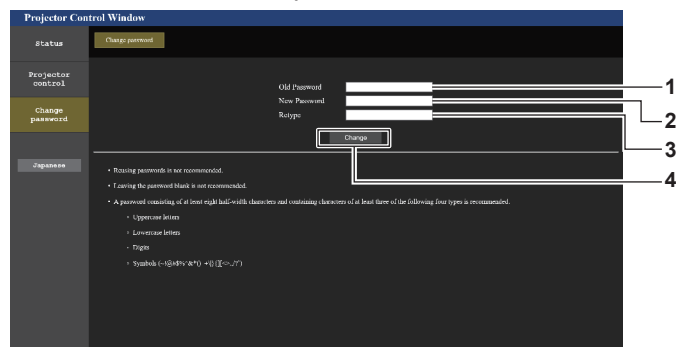 Projector Control Window
Status
Change password
Projector
control
Change
password
Japanese
Old Password
New Password
Retype
Change
1
2
3
4
• Reusing passwords is not recommended.
• Leaving the password blank is not recommended.
• A password consisting of at least eight half-width characters and containing characters of at least three of the following four types is recommended.
◦ Uppercase letters
◦ Lowercase letters
◦ Digits
◦ Symbols